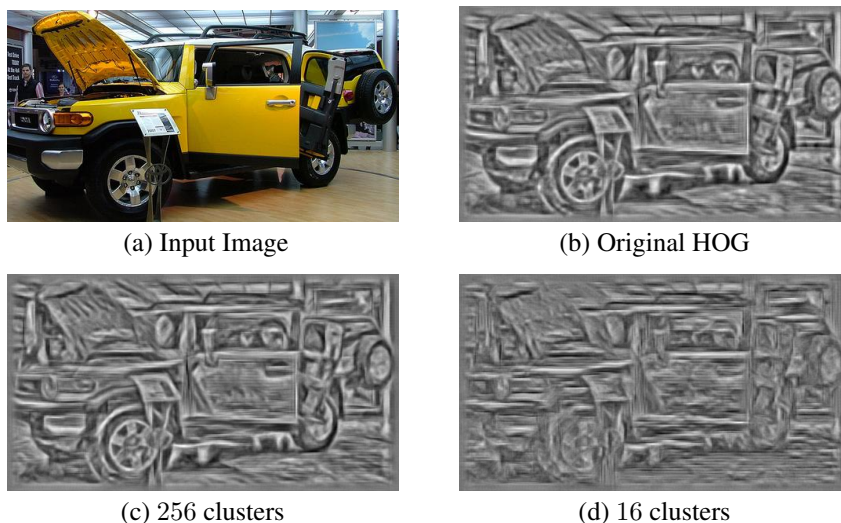 (a) Input Image
(b) Original HOG
(c) 256 clusters
(d) 16 clusters